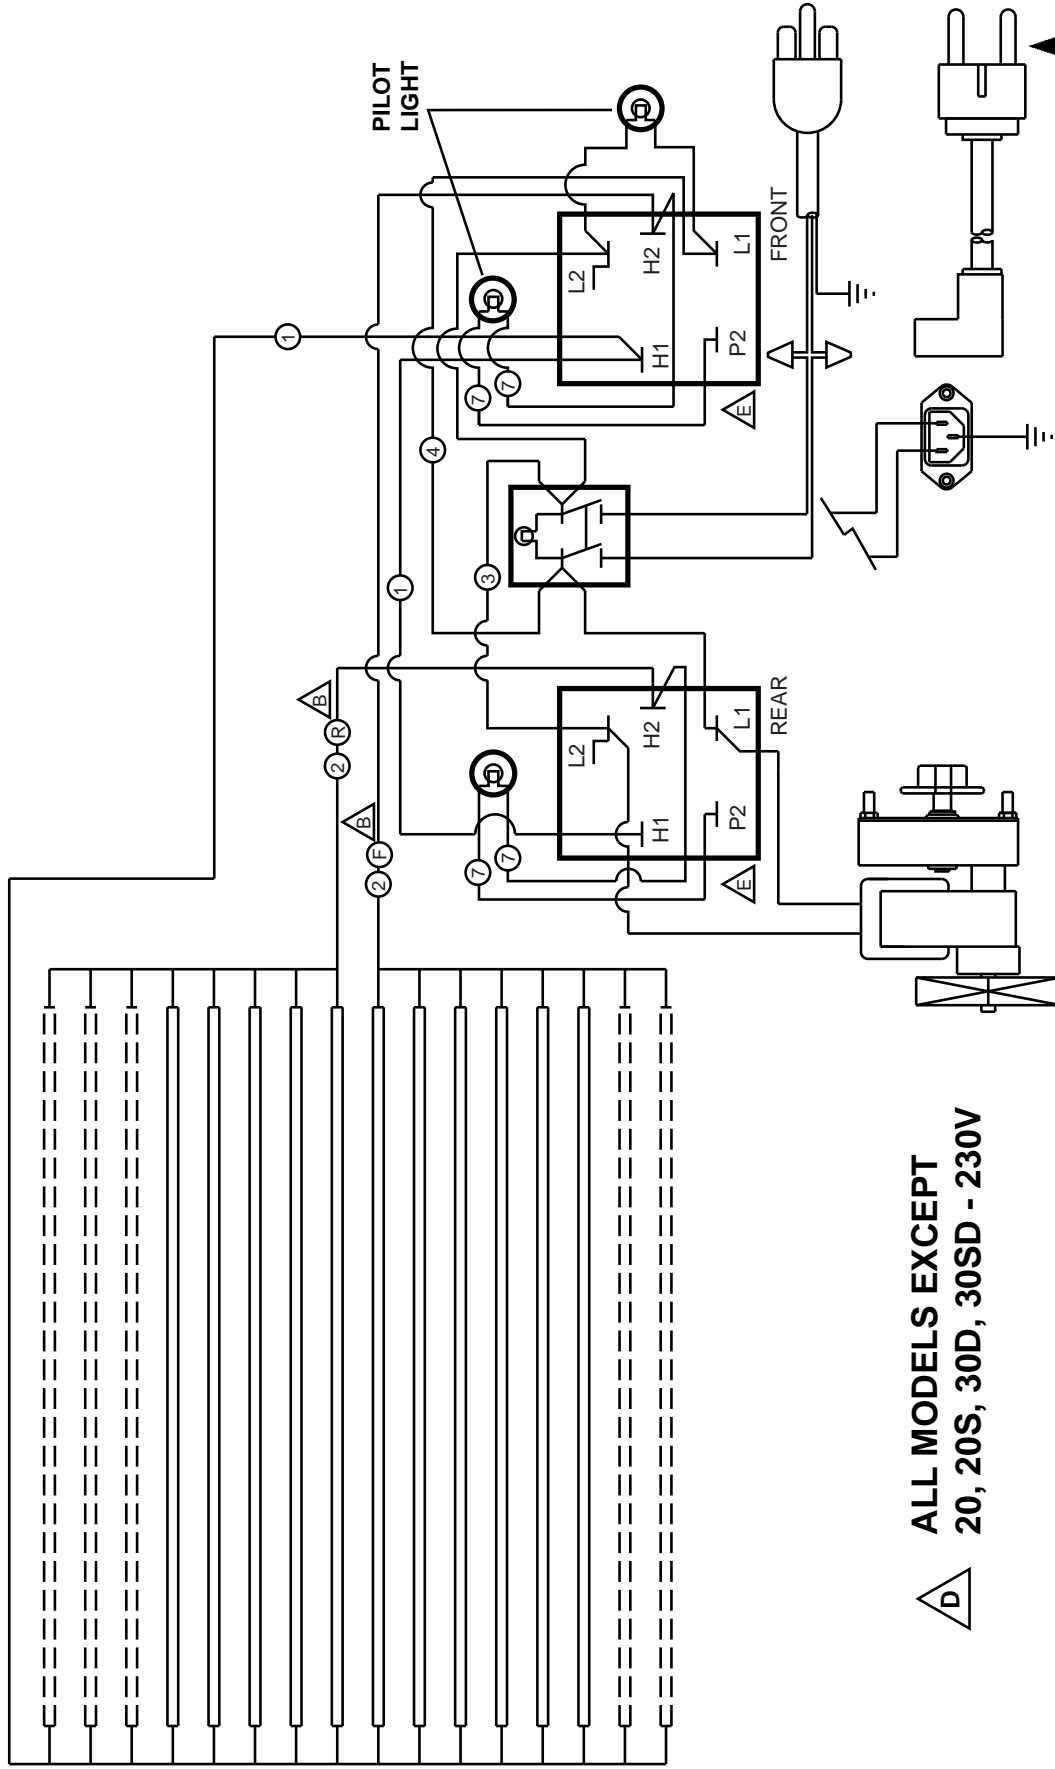 PILOT
LIGHT
1
7
7
4
3
1
L2
H2
H1
L1
P2
E
FRONT
B
R
2
B
F
2
7
7
L2
H2
H1
L1
P2
E
REAR
D
ALL MODELS EXCEPT
20, 20S, 30D, 30SD - 230V